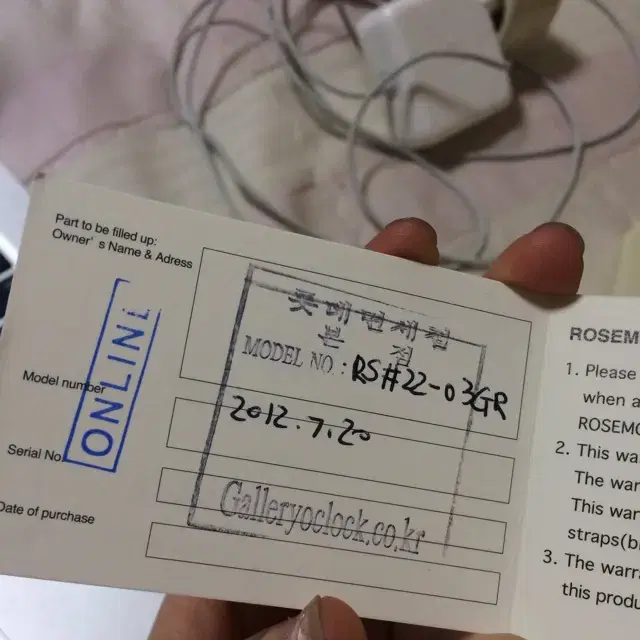 Part to be filled up:
Owner's Name & Adress
롯데면세점
본 점
MODEL NO.: RS#22-03GR
Model number
2012.7.20
ONLINE
Serial No
Date of purchase
Galleryoclock.co.kr
ROSEM
1. Please
when a
ROSEMO
2. This wa
The war
This war
straps(b
3. The warr
this produ